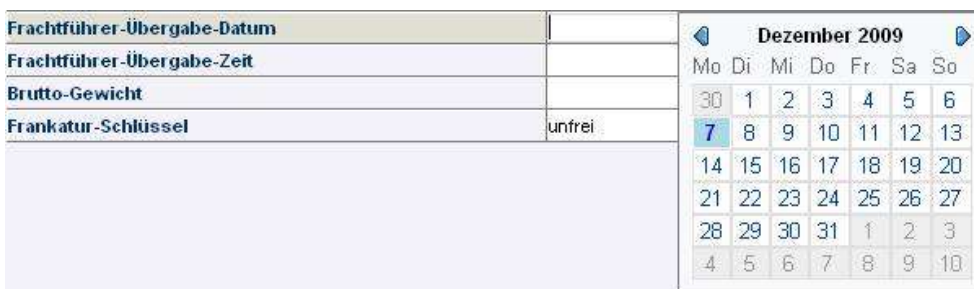 Frachtführer-Übergabe-Datum
Frachtführer-Übergabe-Zeit
Brutto-Gewicht
Frankatur-Schlüssel unfrei
Dezember 2009
Mo Di Mi Do Fr Sa So
30 1 2 3 4 5 6
7 8 9 10 11 12 13
14 15 16 17 18 19 20
21 22 23 24 25 26 27
28 29 30 31 1 2 3
4 5 6 7 8 9 10